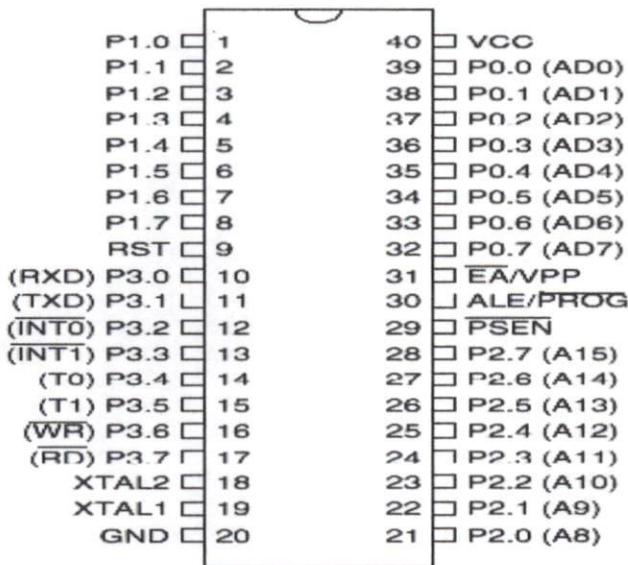 P1.0 1 40 VCC
P1.1 2 39 P0.0 (AD0)
P1.2 3 38 P0.1 (AD1)
P1.3 4 37 P0.2 (AD2)
P1.4 5 36 P0.3 (AD3)
P1.5 6 35 P0.4 (AD4)
P1.6 7 34 P0.5 (AD5)
P1.7 8 33 P0.6 (AD6)
RST 9 32 P0.7 (AD7)
(RXD) P3.0 10 31 EA/VPP
(TXD) P3.1 11 30 ALE/PROG
(INT0) P3.2 12 29 PSEN
(INT1) P3.3 13 28 P2.7 (A15)
(T0) P3.4 14 27 P2.6 (A14)
(T1) P3.5 15 26 P2.5 (A13)
(WR) P3.6 16 25 P2.4 (A12)
(RD) P3.7 17 24 P2.3 (A11)
XTAL2 18 23 P2.2 (A10)
XTAL1 19 22 P2.1 (A9)
GND 20 21 P2.0 (A8)